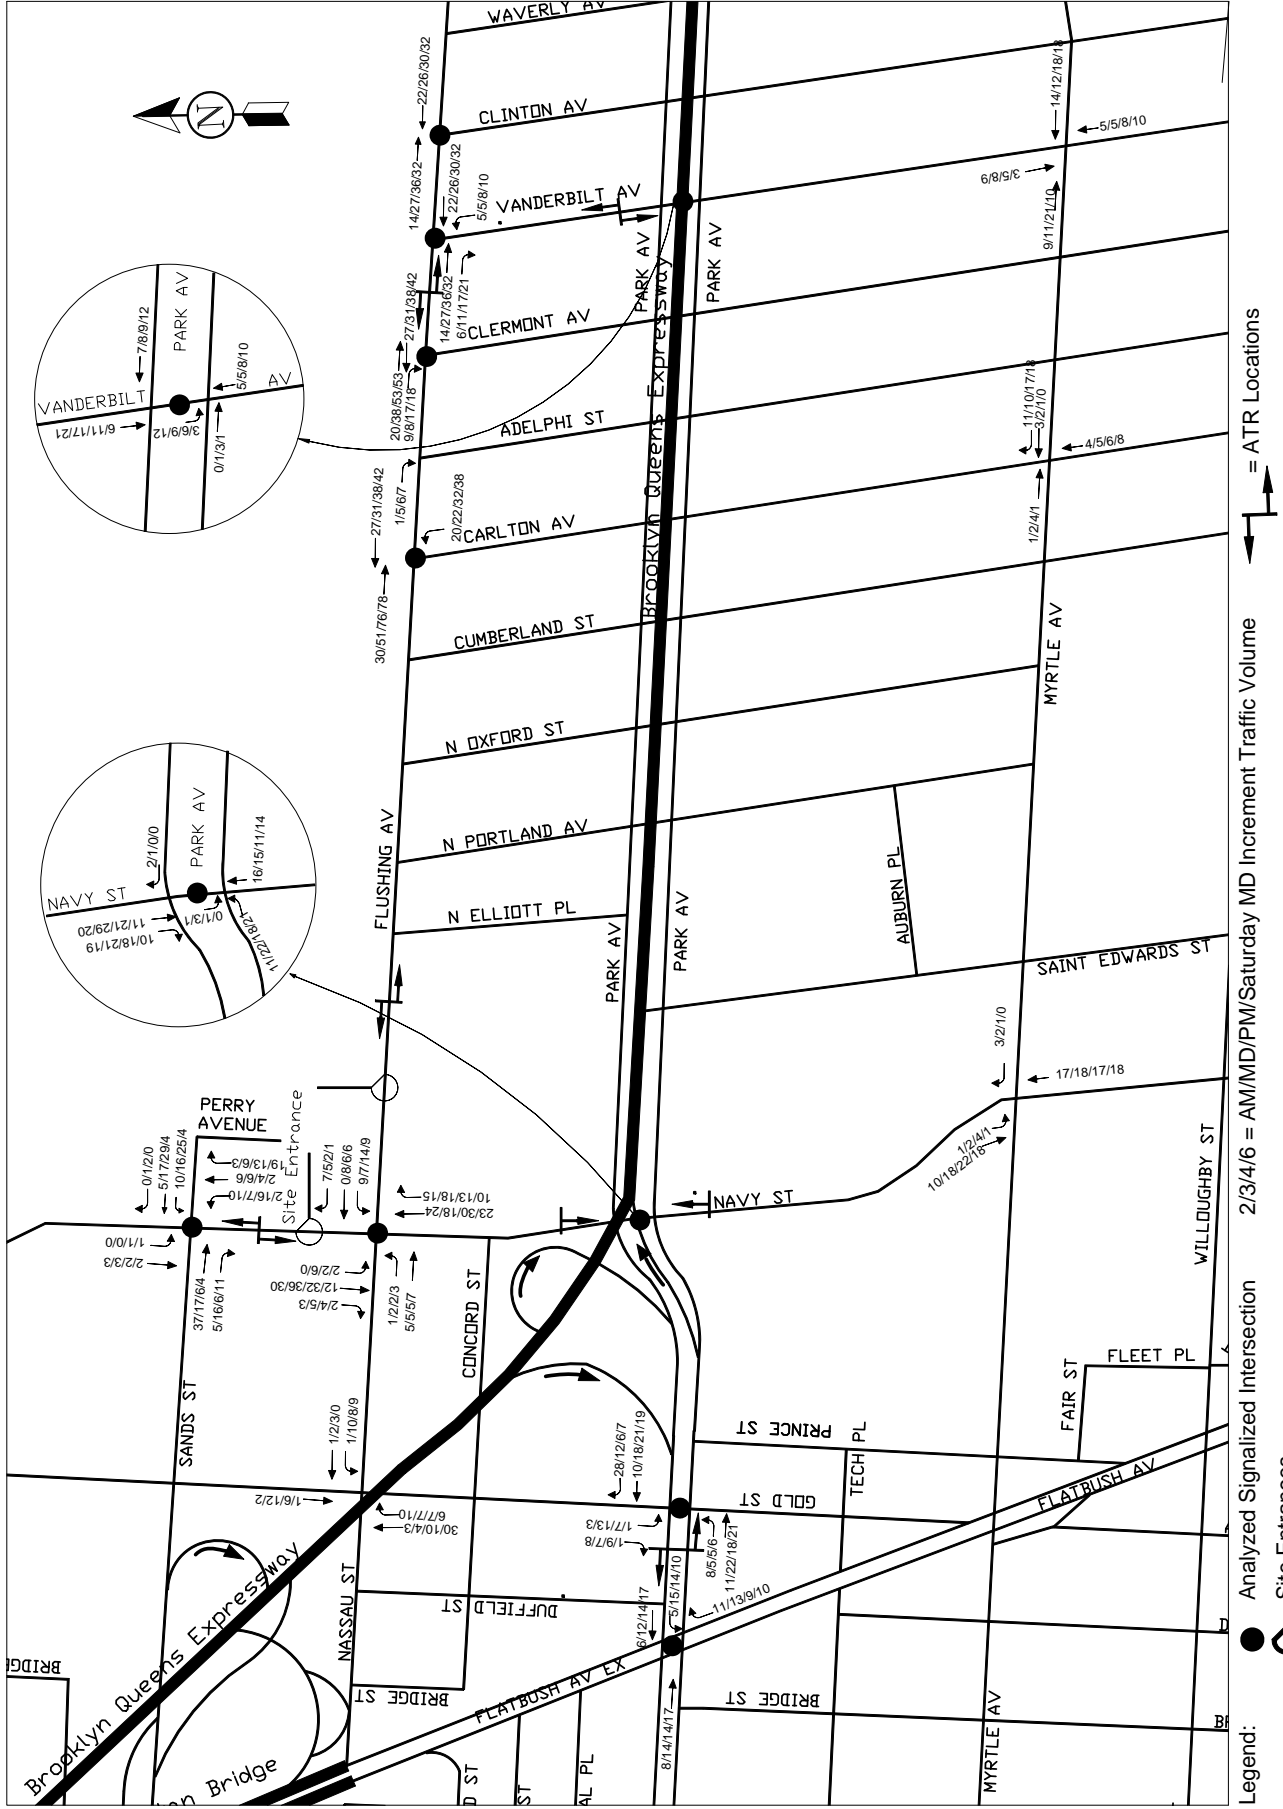 WAVERLY AV
22/26/30/32
CLINTON AV
N
14/27/36/32
22/26/30/32
5/5/8/10
VANDERBILT AV
14/12/18/18
5/5/8/10
3/5/8/9
9/11/21/10
PARK AV
PARK AV
Brooklyn Queens Expressway
27/31/38/42
14/27/36/32
6/11/17/21
CLERMONT AV
20/38/53/53
9/8/17/18
ADELPHI ST
VANDERBILT
AV
PARK AV
7/8/9/12
6/11/17/21
3/6/9/12
5/5/8/10
0/1/3/1
27/31/38/42
1/5/6/7
20/22/32/38
CARLTON AV
30/51/76/78
CUMBERLAND ST
11/10/17/18
3/2/1/0
4/5/6/8
1/2/4/1
MYRTLE AV
N OXFORD ST
N PORTLAND AV
FLUSHING AV
N ELLIOTT PL
AUBURN PL
PARK AV
PARK AV
SAINT EDWARDS ST
NAVY ST
PARK AV
2/1/0/0
11/21/29/20
10/18/21/19
0/1/3/1
16/15/11/14
11/22/18/21
3/2/1/0
17/18/17/18
1/2/4/1
10/18/22/18
WILLOUGHBY ST
NAVY ST
PERRY
AVENUE
Site Entrance
0/1/2/0
5/17/29/4
10/16/25/4
19/13/6/3
2/4/6/6
2/16/7/10
1/1/0/0
2/2/3/3
37/17/6/4
5/16/6/11
7/5/2/1
0/8/6/6
9/7/14/9
10/13/18/15
23/30/18/24
2/2/6/0
12/32/36/30
2/4/5/3
1/2/2/3
5/5/5/7
CONCORD ST
SANDS ST
1/2/3/0
1/10/8/9
1/6/12/2
6/7/7/10
30/10/4/3
28/12/6/7
10/18/21/19
1/7/13/3
1/9/7/8
8/5/5/6
11/22/18/21
PRINCE ST
GOLD ST
TECH PL
FAIR ST
FLEET PL
FLATBUSH AV
NASSAU ST
DUFFIELD ST
6/12/14/17
5/15/14/10
11/13/9/10
8/14/14/17
BRIDGE
BRIDGE ST
FLATBUSH AV EX
BRIDGE ST
Brooklyn Queens Expressway
Bridge
MYRTLE AV
Legend:
Analyzed Signalized Intersection
2/3/4/6 = AM/MD/PM/Saturday MD Increment Traffic Volume
= ATR Locations